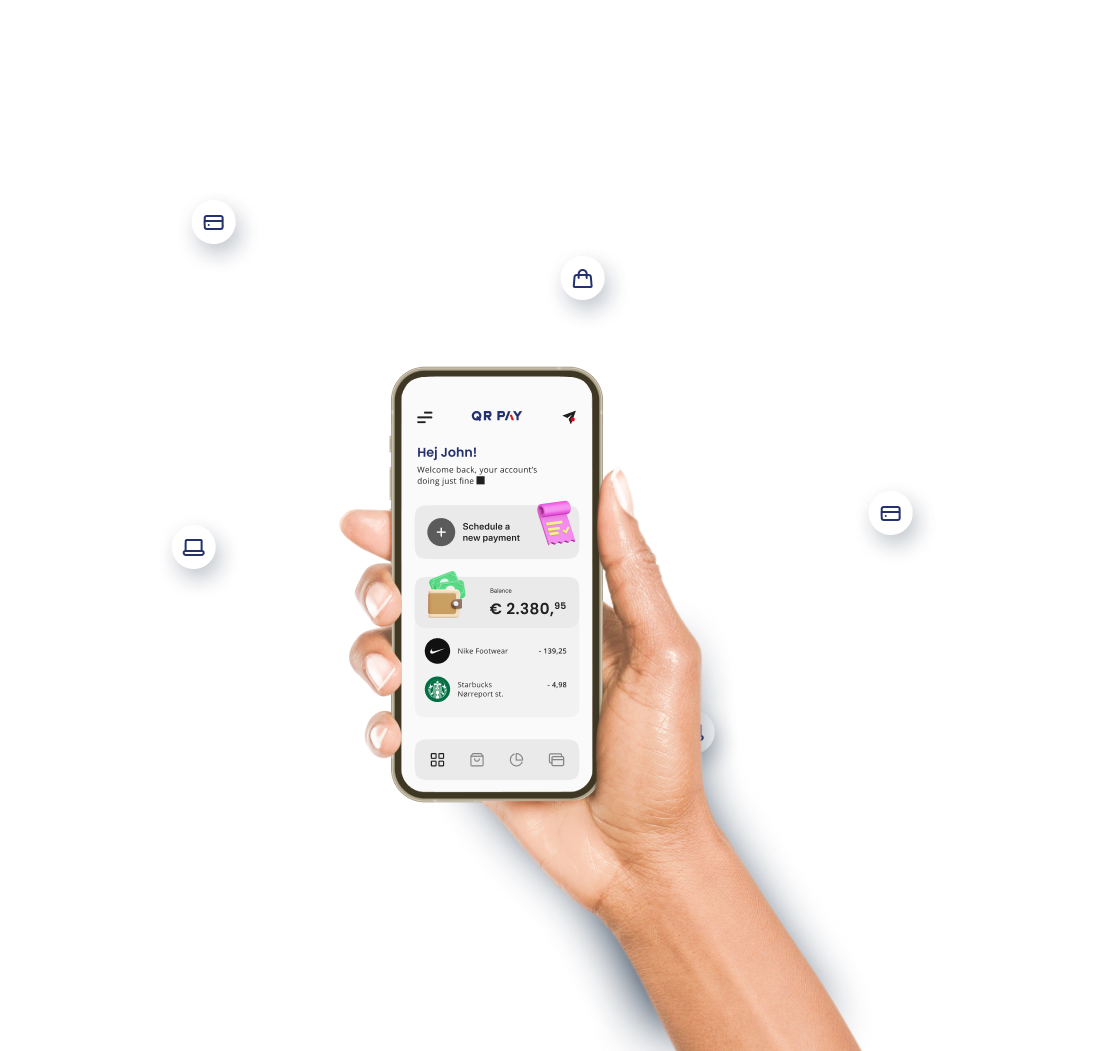 QR PAY
Hej John!
Welcome back, your account's
doing just fine
Schedule a
new payment
Balance
€ 2.380,95
Nike Footwear - 139,25
Starbucks - 4,98
Nørreport st.